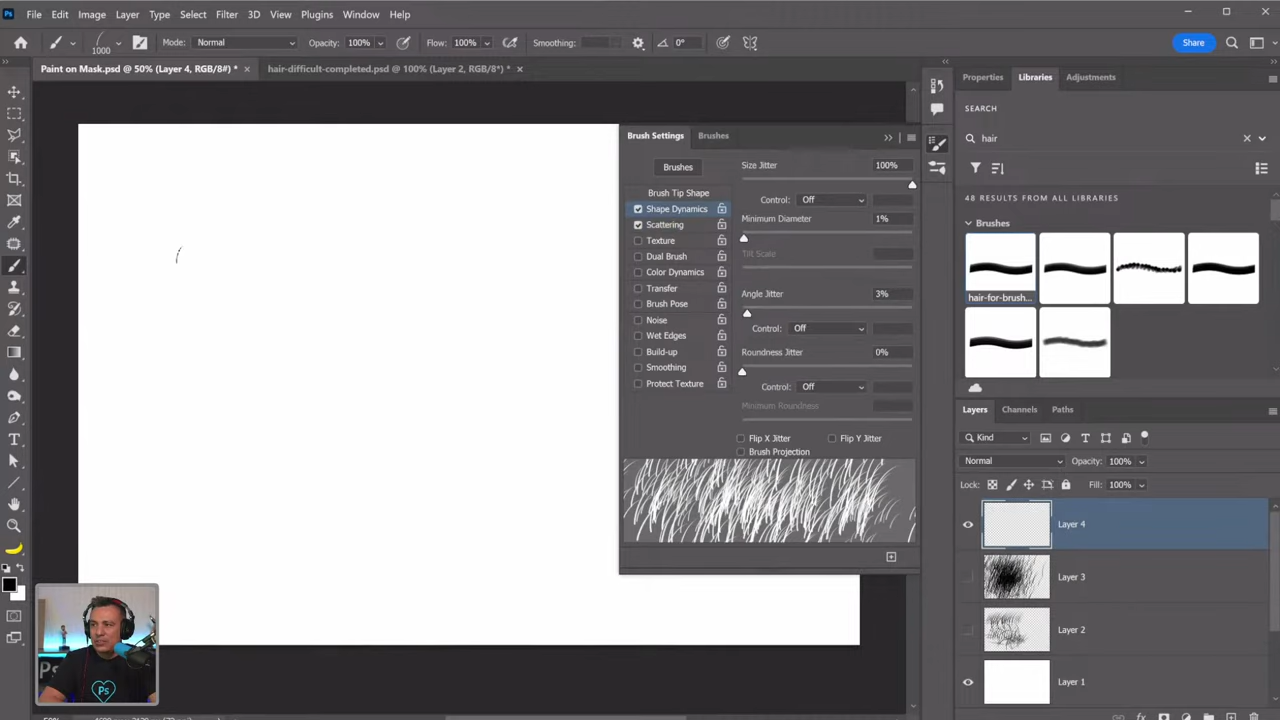 Ps File Edit Image Layer Type Select Filter 3D View Plugins Window Help
1000 Mode: Normal Opacity: 100% Flow: 100% Smoothing: 0° Share
Paint on Mask.psd @ 50% (Layer 4, RGB/8#) * × hair-difficult-completed.psd @ 100% (Layer 2, RGB/8*) * ×
Properties Libraries Adjustments
SEARCH
hair
48 RESULTS FROM ALL LIBRARIES
Brushes
hair-for-brush...
Brush Settings Brushes
Brushes
Brush Tip Shape
Shape Dynamics
Scattering
Texture
Dual Brush
Color Dynamics
Transfer
Brush Pose
Noise
Wet Edges
Build-up
Smoothing
Protect Texture
Size Jitter 100%
Control: Off
Minimum Diameter 1%
Tilt Scale
Angle Jitter 3%
Control: Off
Roundness Jitter 0%
Control: Off
Minimum Roundness
Flip X Jitter Flip Y Jitter
Brush Projection
Layers Channels Paths
Kind
Normal Opacity: 100%
Lock: Fill: 100%
Layer 4
Layer 3
Layer 2
Layer 1
Ps
Ps